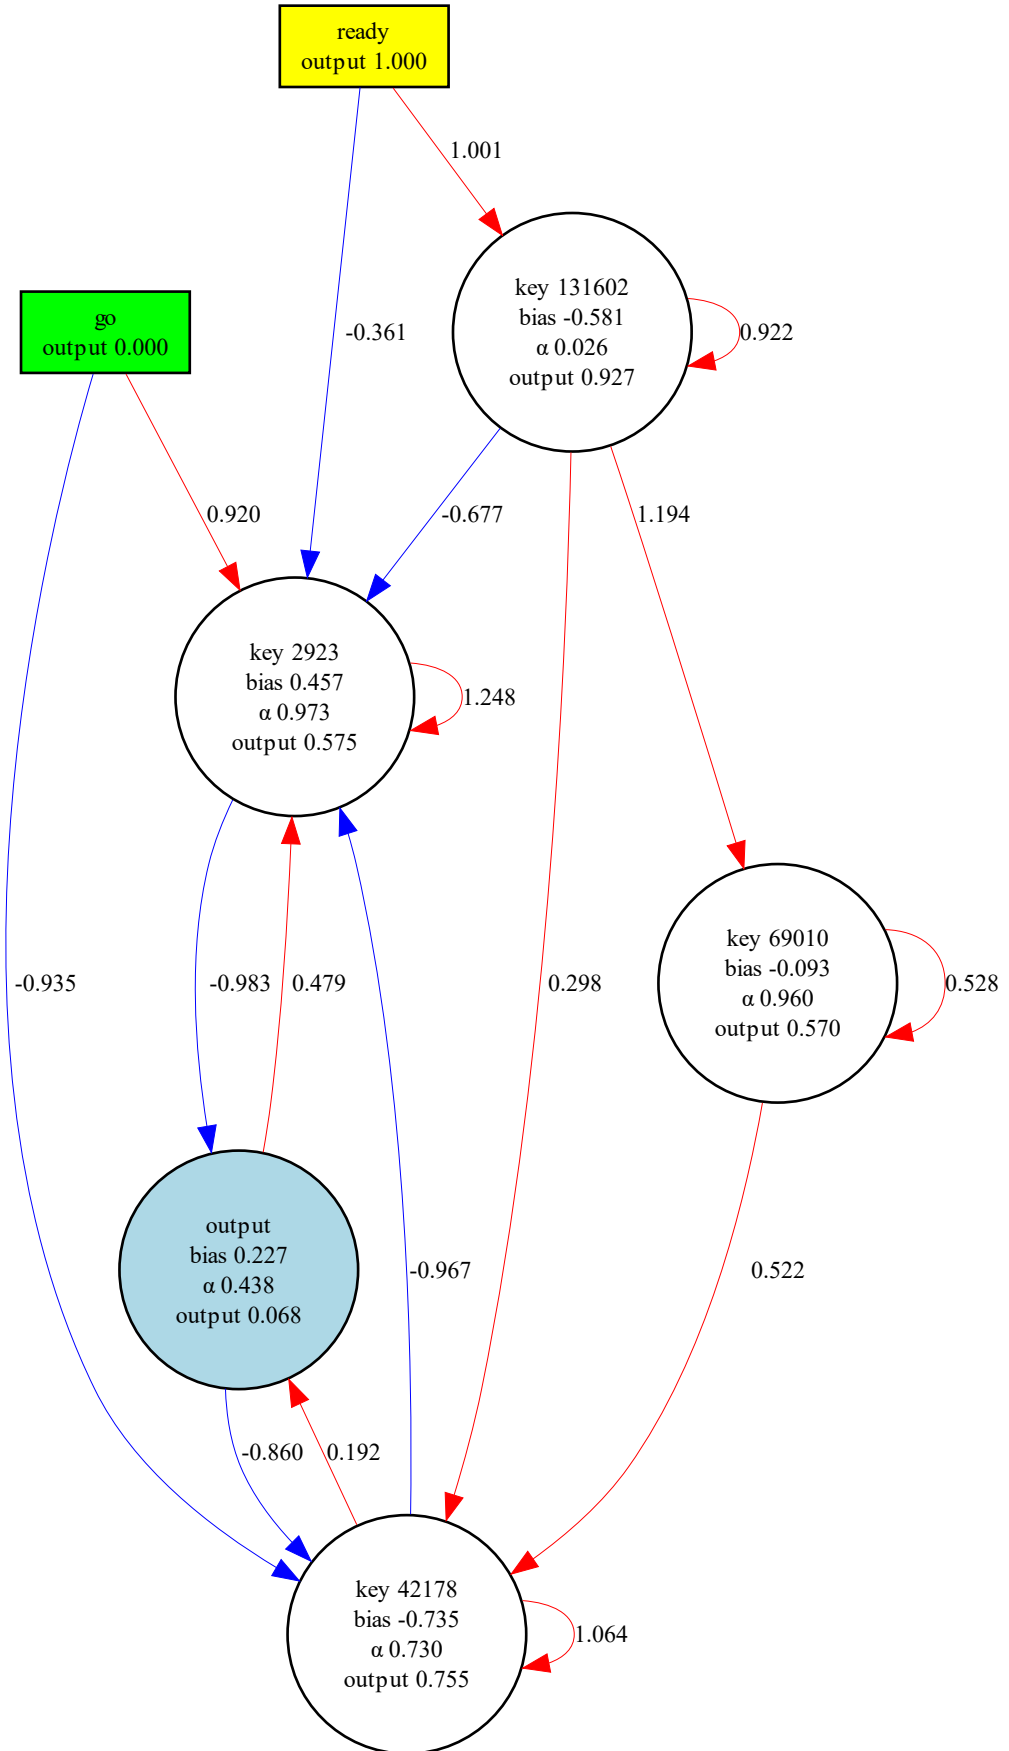 ready
output 1.000
1.001
key 131602
bias -0.581
α 0.026
output 0.927
0.922
go
output 0.000
-0.361
0.920
-0.677
1.194
key 2923
bias 0.457
α 0.973
output 0.575
1.248
-0.935
-0.983
0.479
0.298
key 69010
bias -0.093
α 0.960
output 0.570
0.528
output
bias 0.227
α 0.438
output 0.068
-0.967
0.522
-0.860
0.192
key 42178
bias -0.735
α 0.730
output 0.755
1.064